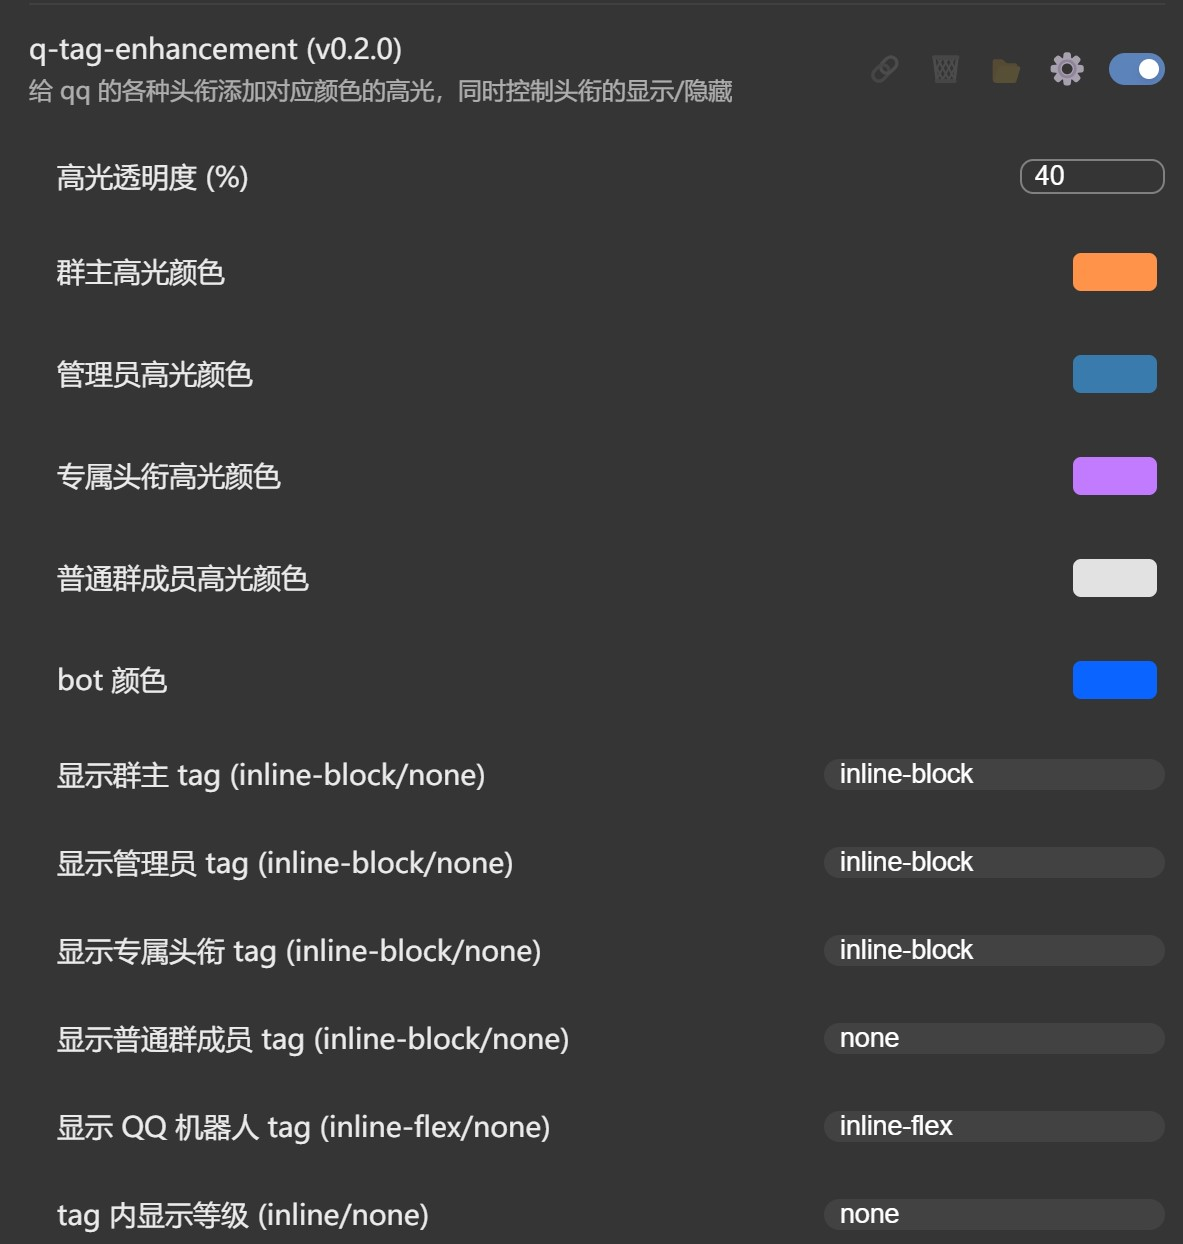 q-tag-enhancement (v0.2.0)
给 qq 的各种头衔添加对应颜色的高光，同时控制头衔的显示/隐藏
高光透明度 (%)
40
群主高光颜色
管理员高光颜色
专属头衔高光颜色
普通群成员高光颜色
bot 颜色
显示群主 tag (inline-block/none)
inline-block
显示管理员 tag (inline-block/none)
inline-block
显示专属头衔 tag (inline-block/none)
inline-block
显示普通群成员 tag (inline-block/none)
none
显示 QQ 机器人 tag (inline-flex/none)
inline-flex
tag 内显示等级 (inline/none)
none